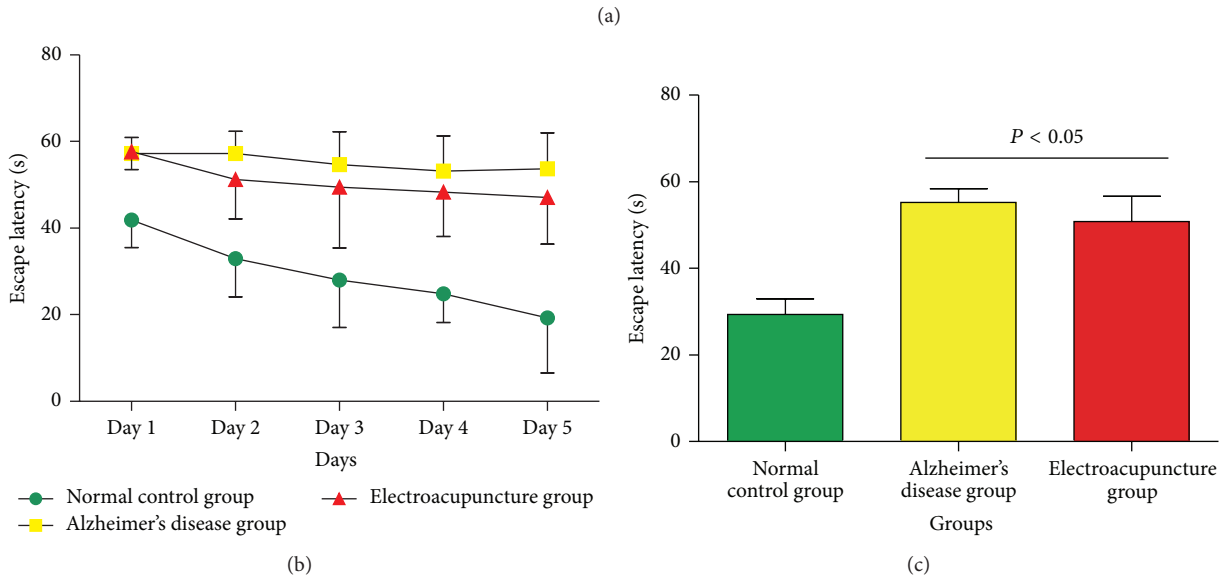 (a)
80
60
40
20
0
Escape latency (s)
Day 1 Day 2 Day 3 Day 4 Day 5
Days
Normal control group
Electroacupuncture group
Alzheimer's disease group
(b)
80
60
40
20
0
Escape latency (s)
P < 0.05
Normal
control group
Alzheimer's
disease group
Electroacupuncture
group
Groups
(c)